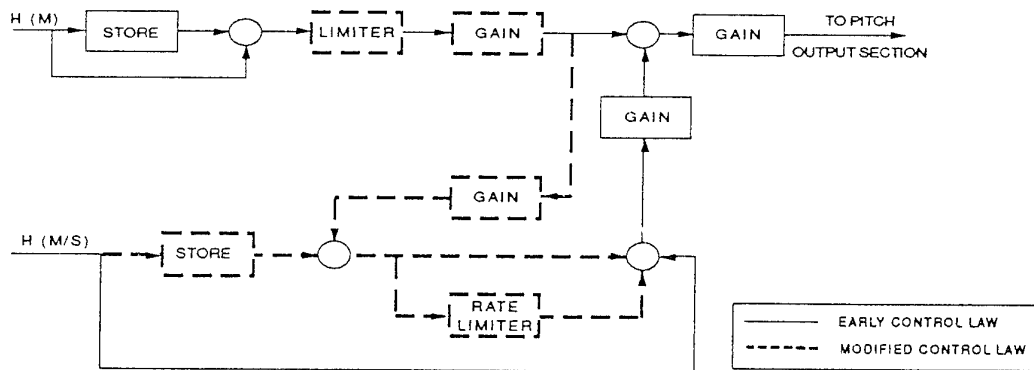 H (M)
STORE
LIMITER
GAIN
GAIN
TO PITCH
OUTPUT SECTION
GAIN
GAIN
H (M/S)
STORE
RATE
LIMITER
EARLY CONTROL LAW
MODIFIED CONTROL LAW